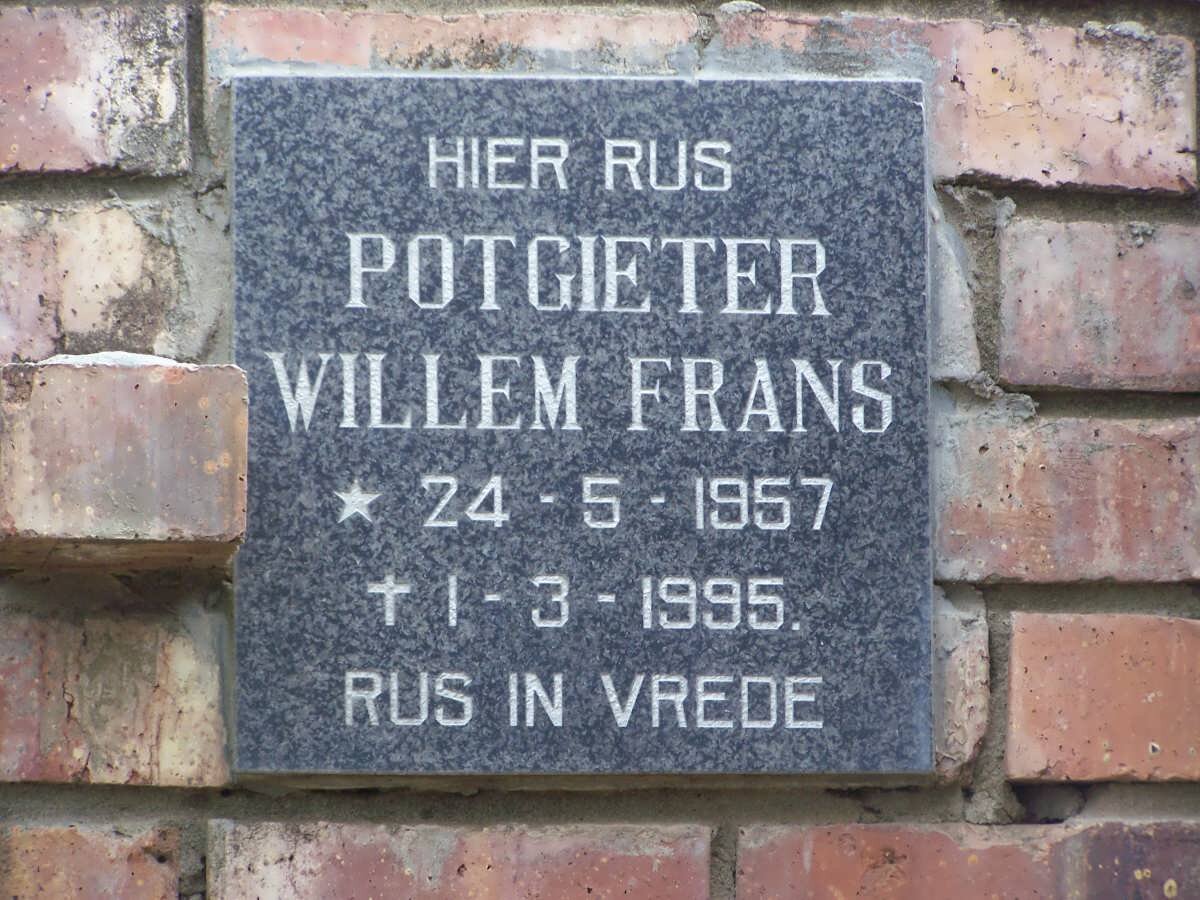 HIER RUS
POTGIETER
WILLEM FRANS
★ 24 - 5 - 1957
✝ 1 - 3 - 1995.
RUS IN VREDE